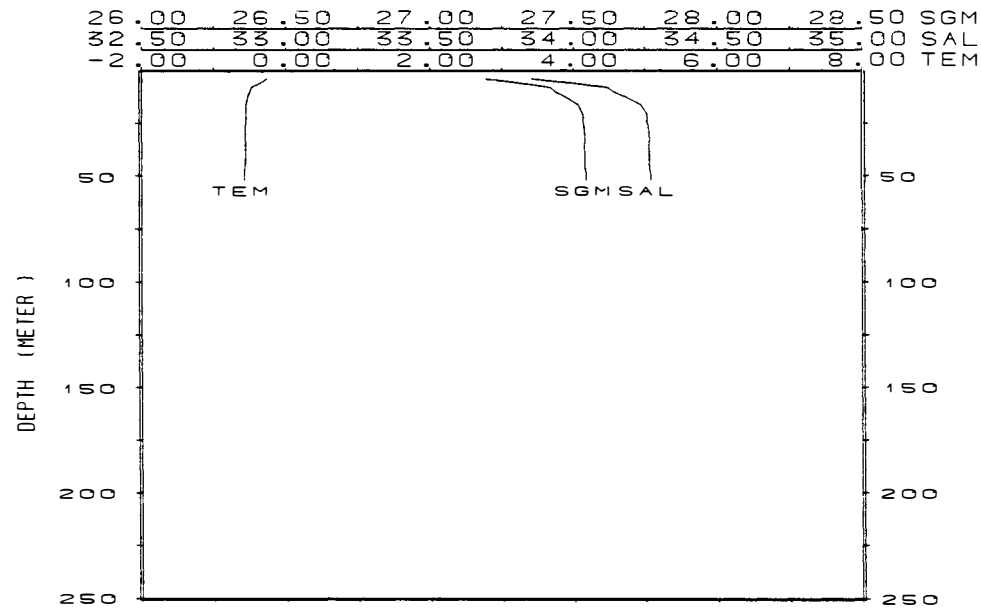 26.00 26.50 27.00 27.50 28.00 28.50 SGM
32.50 33.00 33.50 34.00 34.50 35.00 SAL
-2.00 0.00 2.00 4.00 6.00 8.00 TEM
50 50
TEM SGM SAL
100 100
DEPTH (METER)
150 150
200 200
250 250